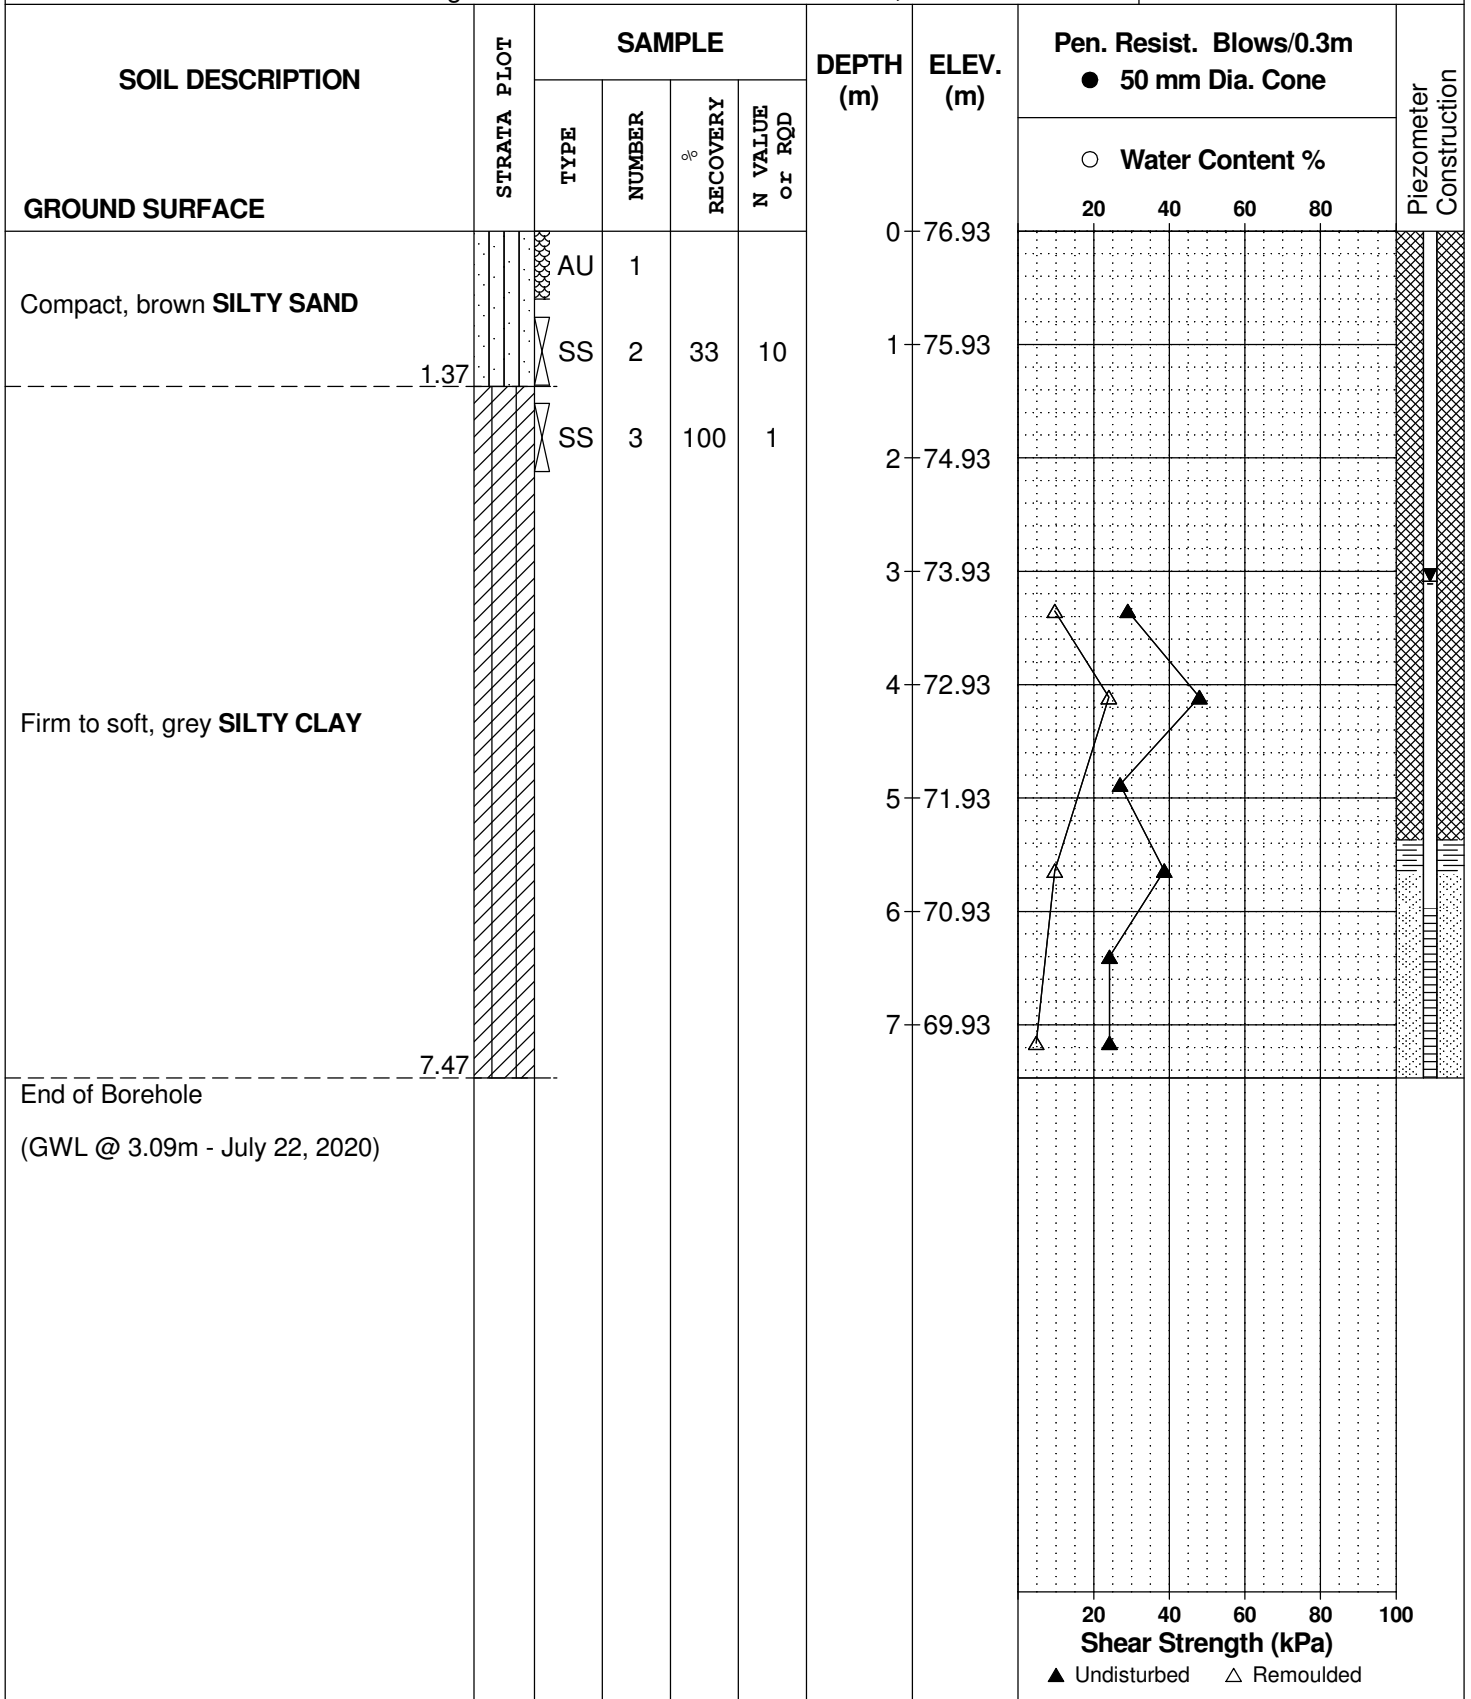 SOIL DESCRIPTION
GROUND SURFACE
STRATA PLOT
SAMPLE
TYPE
NUMBER
%
RECOVERY
N VALUE
or RQD
DEPTH
(m)
ELEV.
(m)
Pen. Resist. Blows/0.3m
● 50 mm Dia. Cone
○ Water Content %
20 40 60 80
Piezometer
Construction
0 76.93
AU 1
Compact, brown SILTY SAND
SS 2 33 10
1 75.93
1.37
SS 3 100 1
2 74.93
3 73.93
4 72.93
Firm to soft, grey SILTY CLAY
5 71.93
6 70.93
7 69.93
7.47
End of Borehole
(GWL @ 3.09m - July 22, 2020)
20 40 60 80 100
Shear Strength (kPa)
▲ Undisturbed △ Remoulded